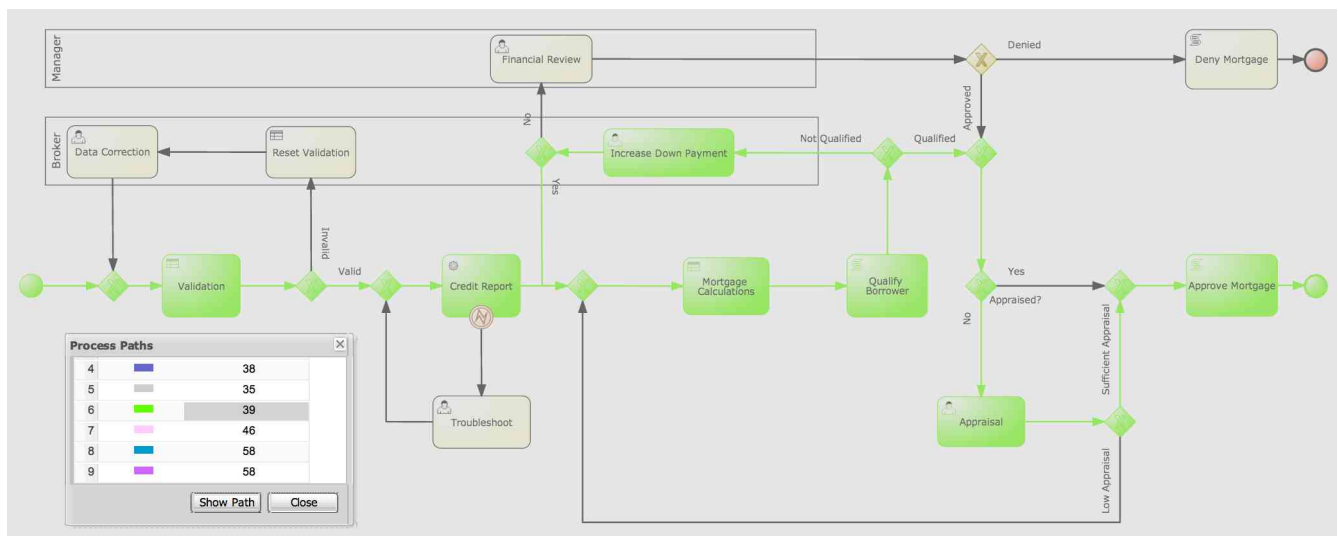 Manager
Financial Review
Denied
Deny Mortgage
No
Approved
Broker
Data Correction
Reset Validation
Increase Down Payment
Not Qualified
Qualified
Yes
Invalid
Validation
Valid
Credit Report
Mortgage
Calculations
Qualify
Borrower
Yes
Appraised?
Approve Mortgage
No
Sufficient Appraisal
Process Paths
4 38
5 35
6 39
7 46
8 58
9 58
Show Path Close
Troubleshoot
Appraisal
Low Appraisal